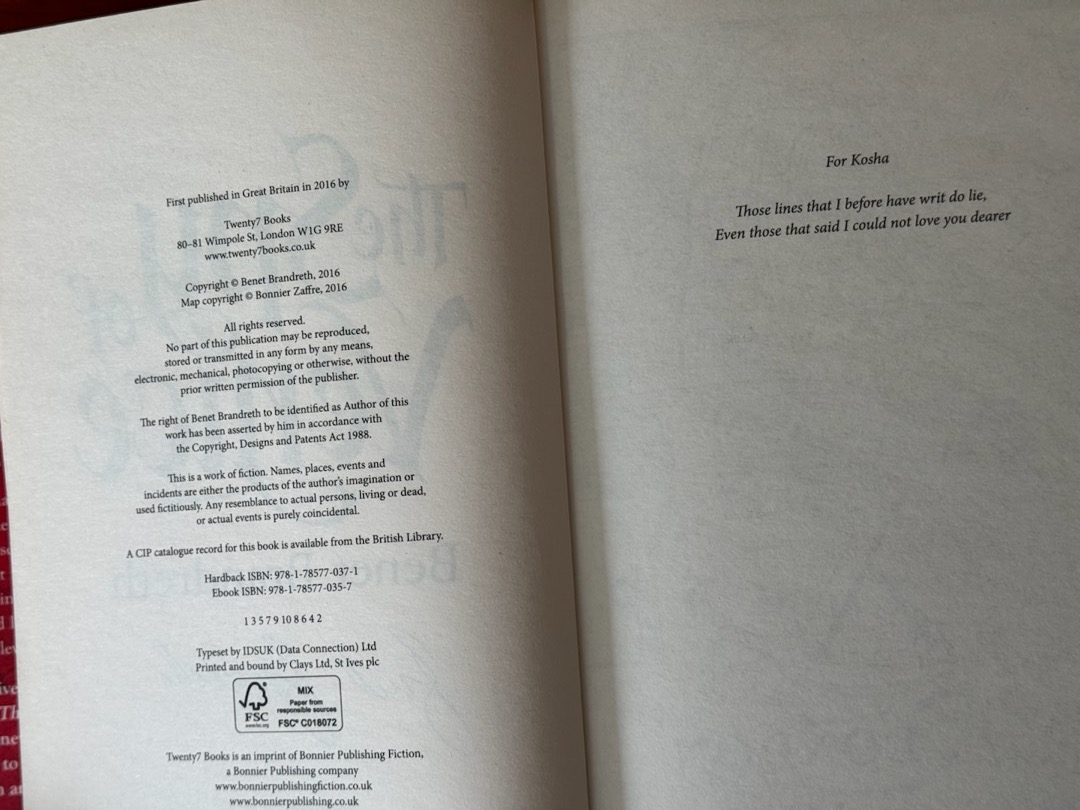 First published in Great Britain in 2016 by
Twenty7 Books
80–81 Wimpole St, London W1G 9RE
www.twenty7books.co.uk
Copyright © Benet Brandreth, 2016
Map copyright © Bonnier Zaffre, 2016
All rights reserved.
No part of this publication may be reproduced,
stored or transmitted in any form by any means,
electronic, mechanical, photocopying or otherwise, without the
prior written permission of the publisher.
The right of Benet Brandreth to be identified as Author of this
work has been asserted by him in accordance with
the Copyright, Designs and Patents Act 1988.
This is a work of fiction. Names, places, events and
incidents are either the products of the author's imagination or
used fictitiously. Any resemblance to actual persons, living or dead,
or actual events is purely coincidental.
A CIP catalogue record for this book is available from the British Library.
Hardback ISBN: 978-1-78577-037-1
Ebook ISBN: 978-1-78577-035-7
1 3 5 7 9 10 8 6 4 2
Typeset by IDSUK (Data Connection) Ltd
Printed and bound by Clays Ltd, St Ives plc
FSC
www.fsc.org
MIX
Paper from
responsible sources
FSC® C018072
Twenty7 Books is an imprint of Bonnier Publishing Fiction,
a Bonnier Publishing company
www.bonnierpublishingfiction.co.uk
www.bonnierpublishing.co.uk
For Kosha
Those lines that I before have writ do lie,
Even those that said I could not love you dearer